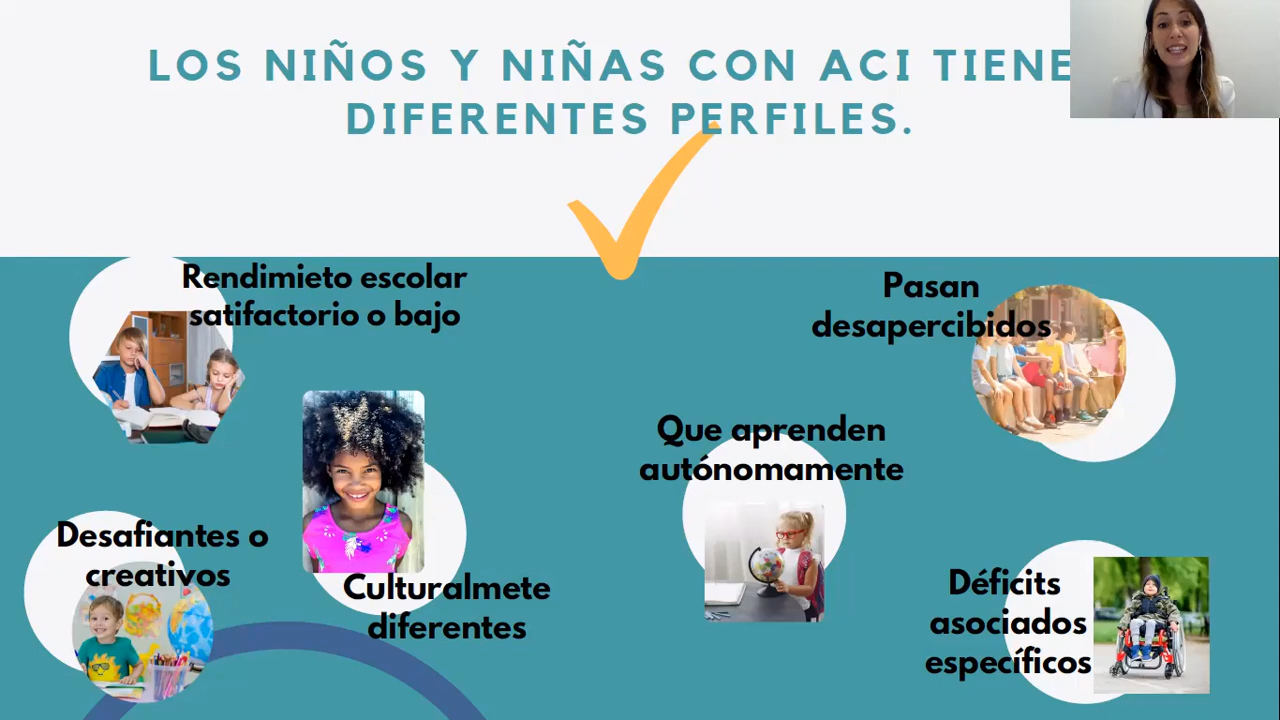 LOS NIÑOS Y NIÑAS CON ACI TIENE
DIFERENTES PERFILES.
Rendimieto escolar
satifactorio o bajo
Pasan
desapercibidos
Que aprenden
autónomamente
Desafiantes o
creativos
Culturalmete
diferentes
Déficits
asociados
específicos